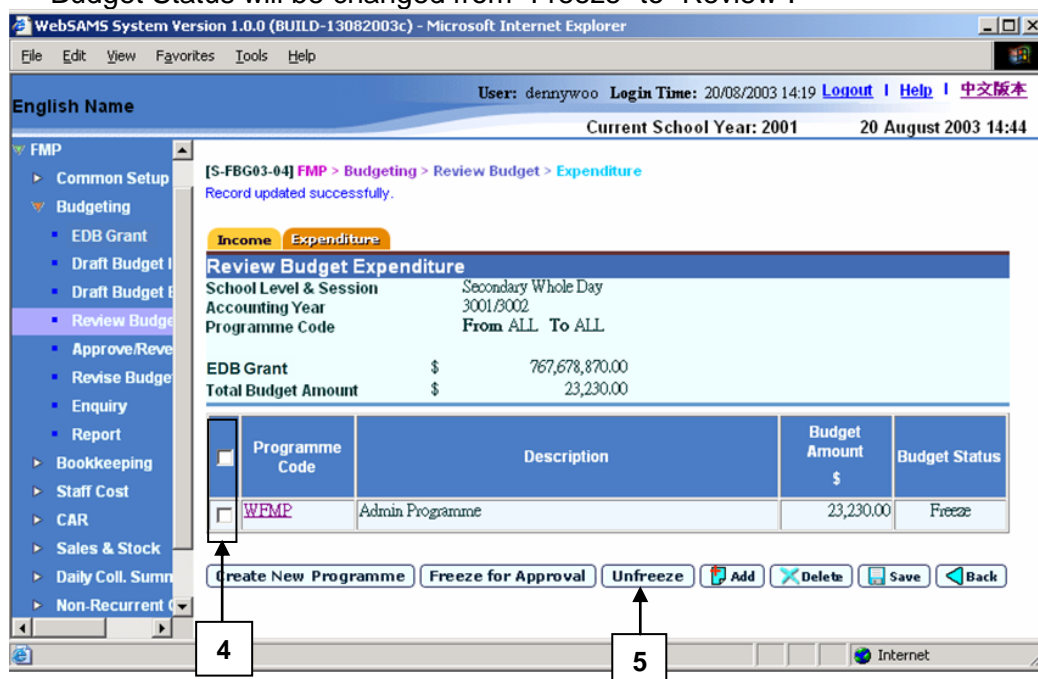 Budget Status will be changed from "Freeze" to "Review".
WebSAMS System Version 1.0.0 (BUILD-13082003c) - Microsoft Internet Explorer
File Edit View Favorites Tools Help
English Name
User: dennywoo Login Time: 20/08/2003 14:19 Logout | Help | 中文版本
Current School Year: 2001 20 August 2003 14:44
FMP
Common Setup
Budgeting
EDB Grant
Draft Budget I
Draft Budget E
Review Budge
Approve/Reve
Revise Budge
Enquiry
Report
Bookkeeping
Staff Cost
CAR
Sales & Stock
Daily Coll. Summ
Non-Recurrent
[S-FBG03-04] FMP > Budgeting > Review Budget > Expenditure
Record updated successfully.
Income Expenditure
Review Budget Expenditure
School Level & Session Secondary Whole Day
Accounting Year 3001/3002
Programme Code From ALL To ALL
EDB Grant $ 767,678,870.00
Total Budget Amount $ 23,230.00
Programme Code Description Budget Amount $ Budget Status
WFMP Admin Programme 23,230.00 Freeze
Create New Programme Freeze for Approval Unfreeze Add Delete Save Back
4 5
Internet